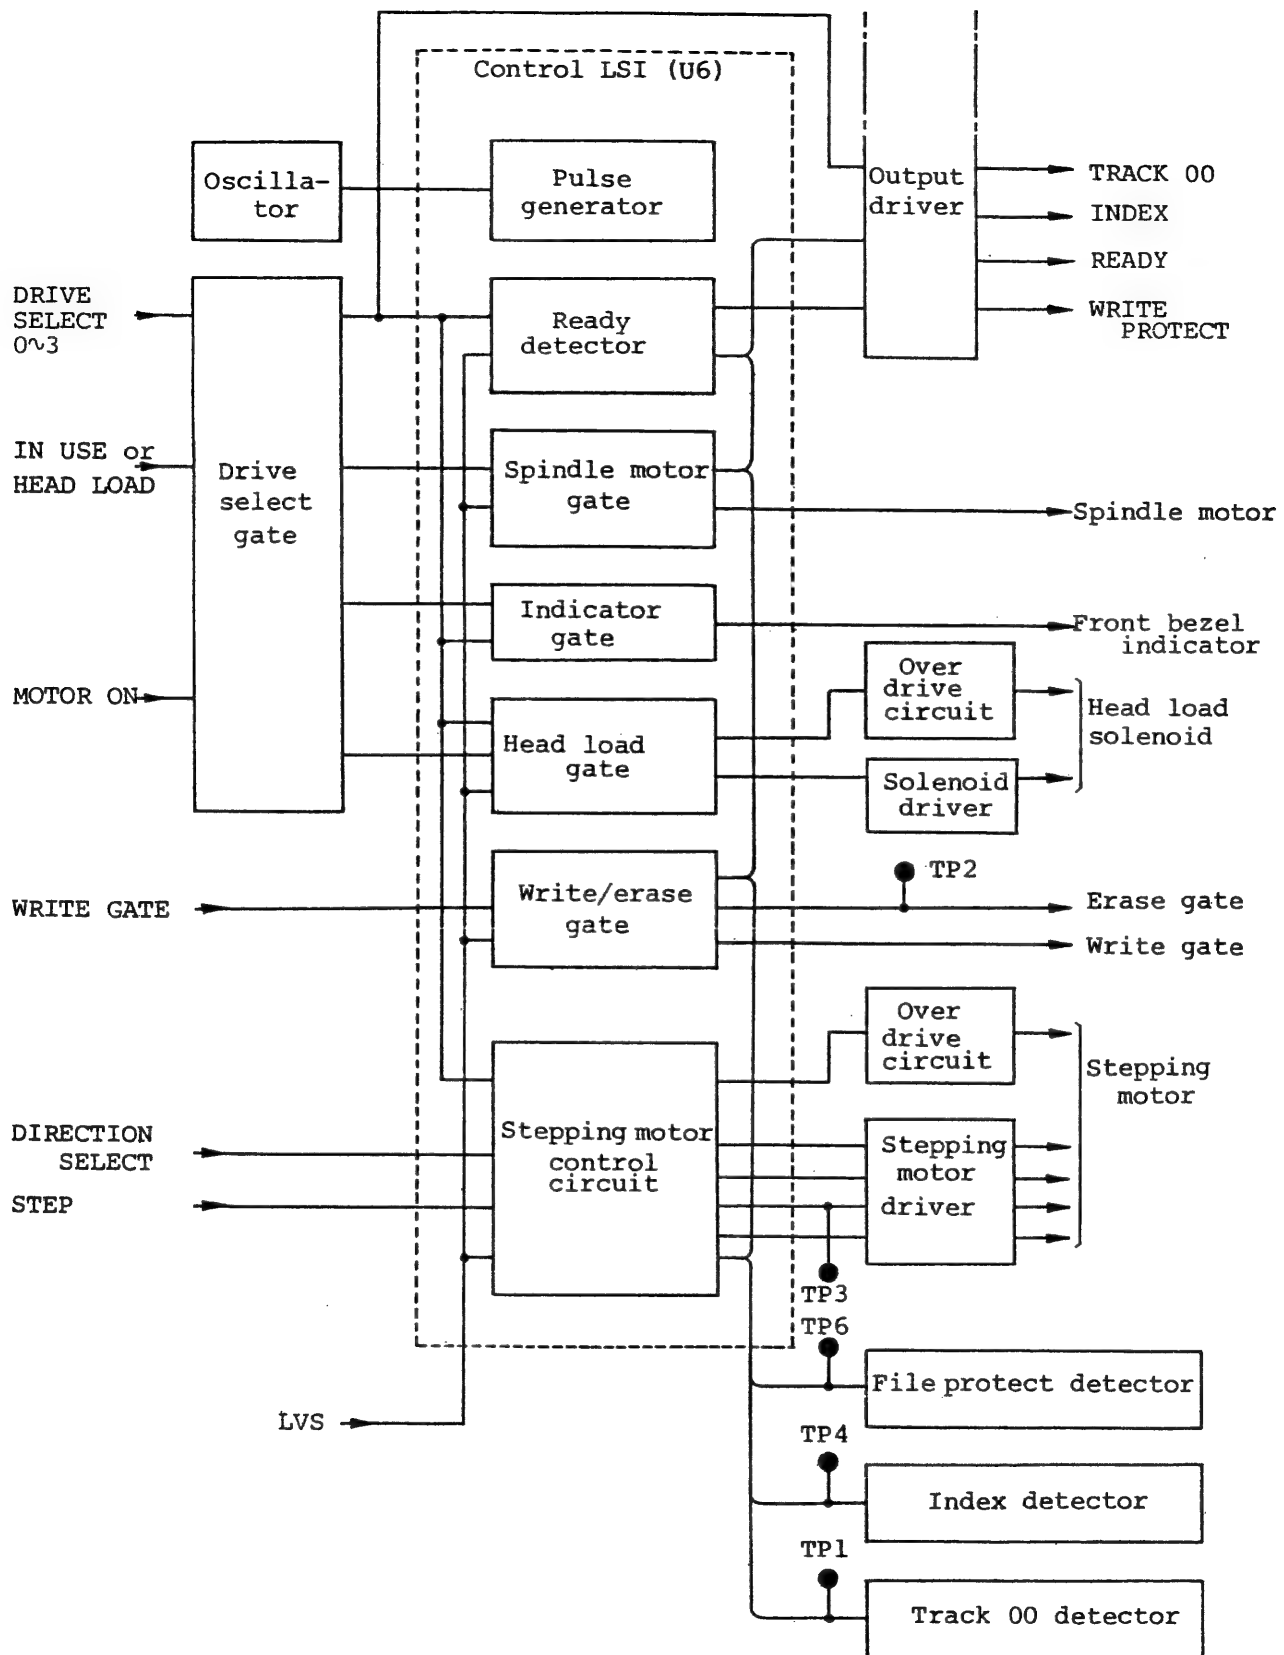 Control LSI (U6)
Oscilla-
tor
Pulse
generator
Output
driver
TRACK 00
INDEX
READY
WRITE
PROTECT
DRIVE
SELECT
0∿3
Ready
detector
IN USE or
HEAD LOAD
Drive
select
gate
Spindle motor
gate
Spindle motor
Indicator
gate
Front bezel
indicator
MOTOR ON
Head load
gate
Over
drive
circuit
Solenoid
driver
Head load
solenoid
WRITE GATE
Write/erase
gate
TP2
Erase gate
Write gate
Over
drive
circuit
Stepping
motor
DIRECTION
SELECT
STEP
Stepping motor
control
circuit
Stepping
motor
driver
TP3
TP6
File protect detector
LVS
TP4
Index detector
TP1
Track 00 detector